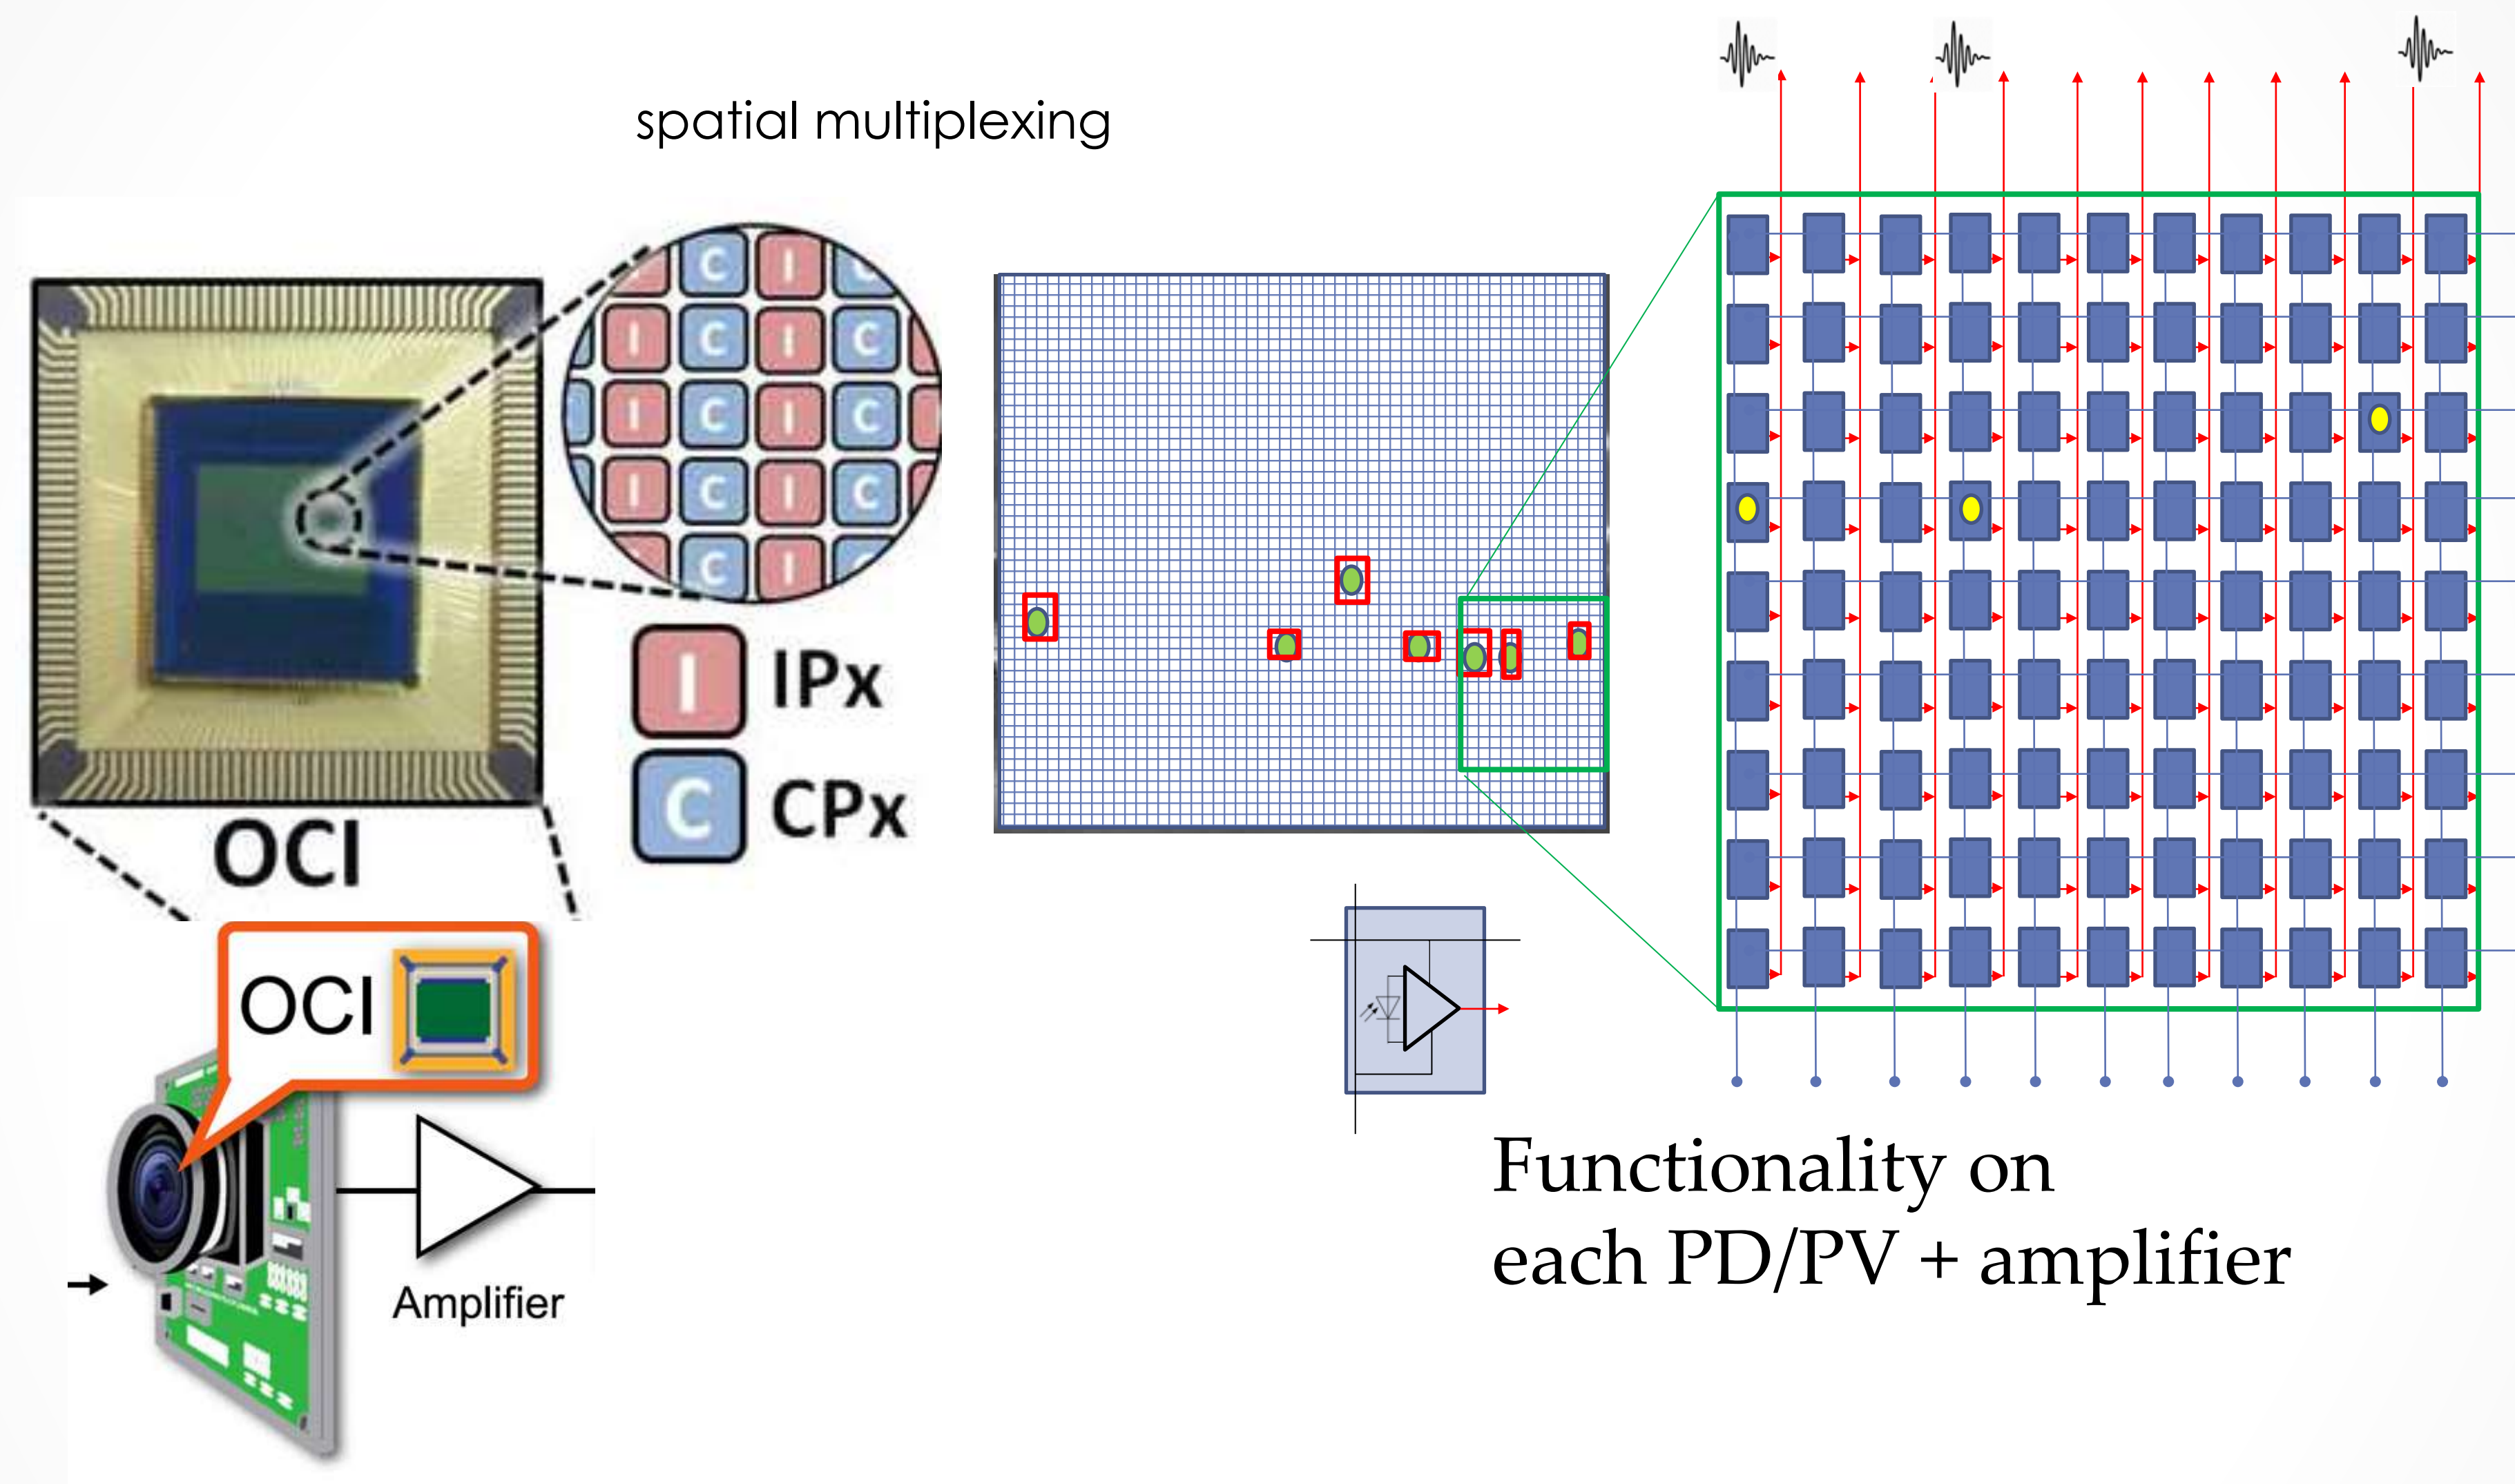 spatial multiplexing
C I C
I C I C I
I C I C I
I C I C
C I
I IPx
C CPx
OCI
OCI
Amplifier
Functionality on
each PD/PV + amplifier